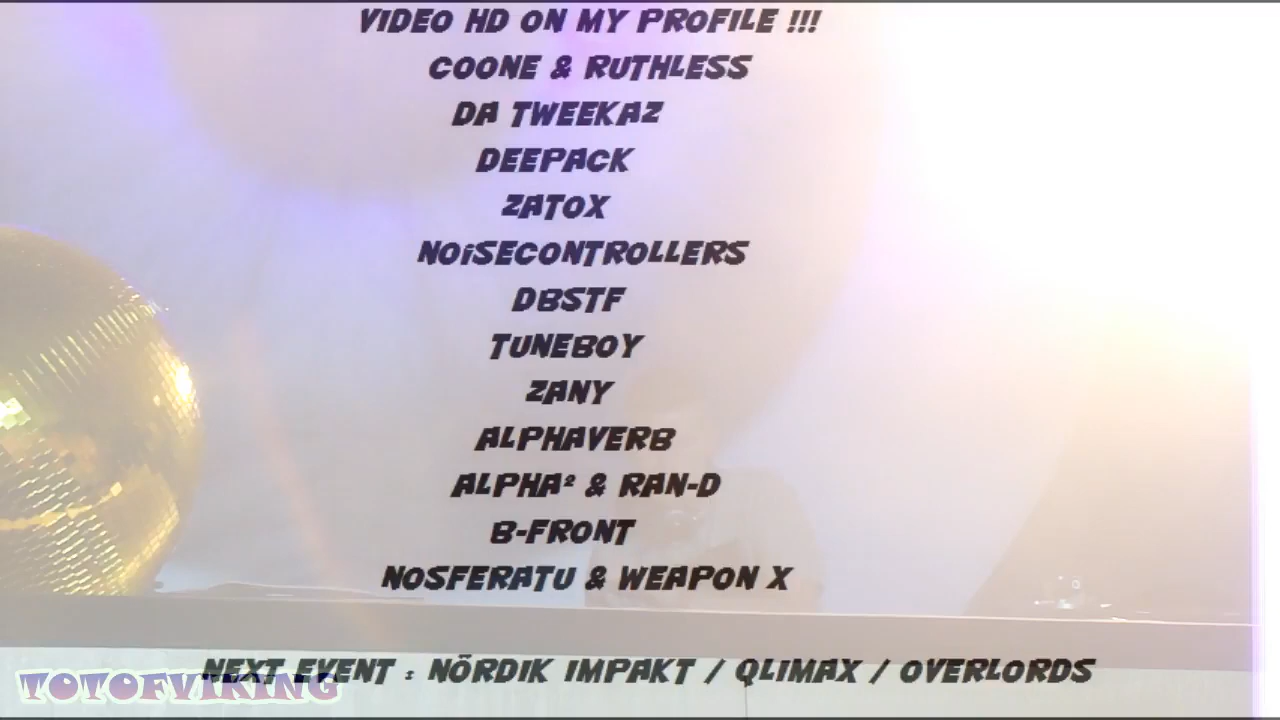 VIDEO HD ON MY PROFILE !!!
COONE & RUTHLESS
DA TWEEKAZ
DEEPACK
ZATOX
NOiSECONTROLLERS
DBSTF
TUNEBOY
ZANY
ALPHAVERB
ALPHA² & RAN-D
B-FRONT
NOSFERATU & WEAPON X
NEXT EVENT : NÖRDIK IMPAKT / QLIMAX / OVERLORDS
TOTOFVIKING